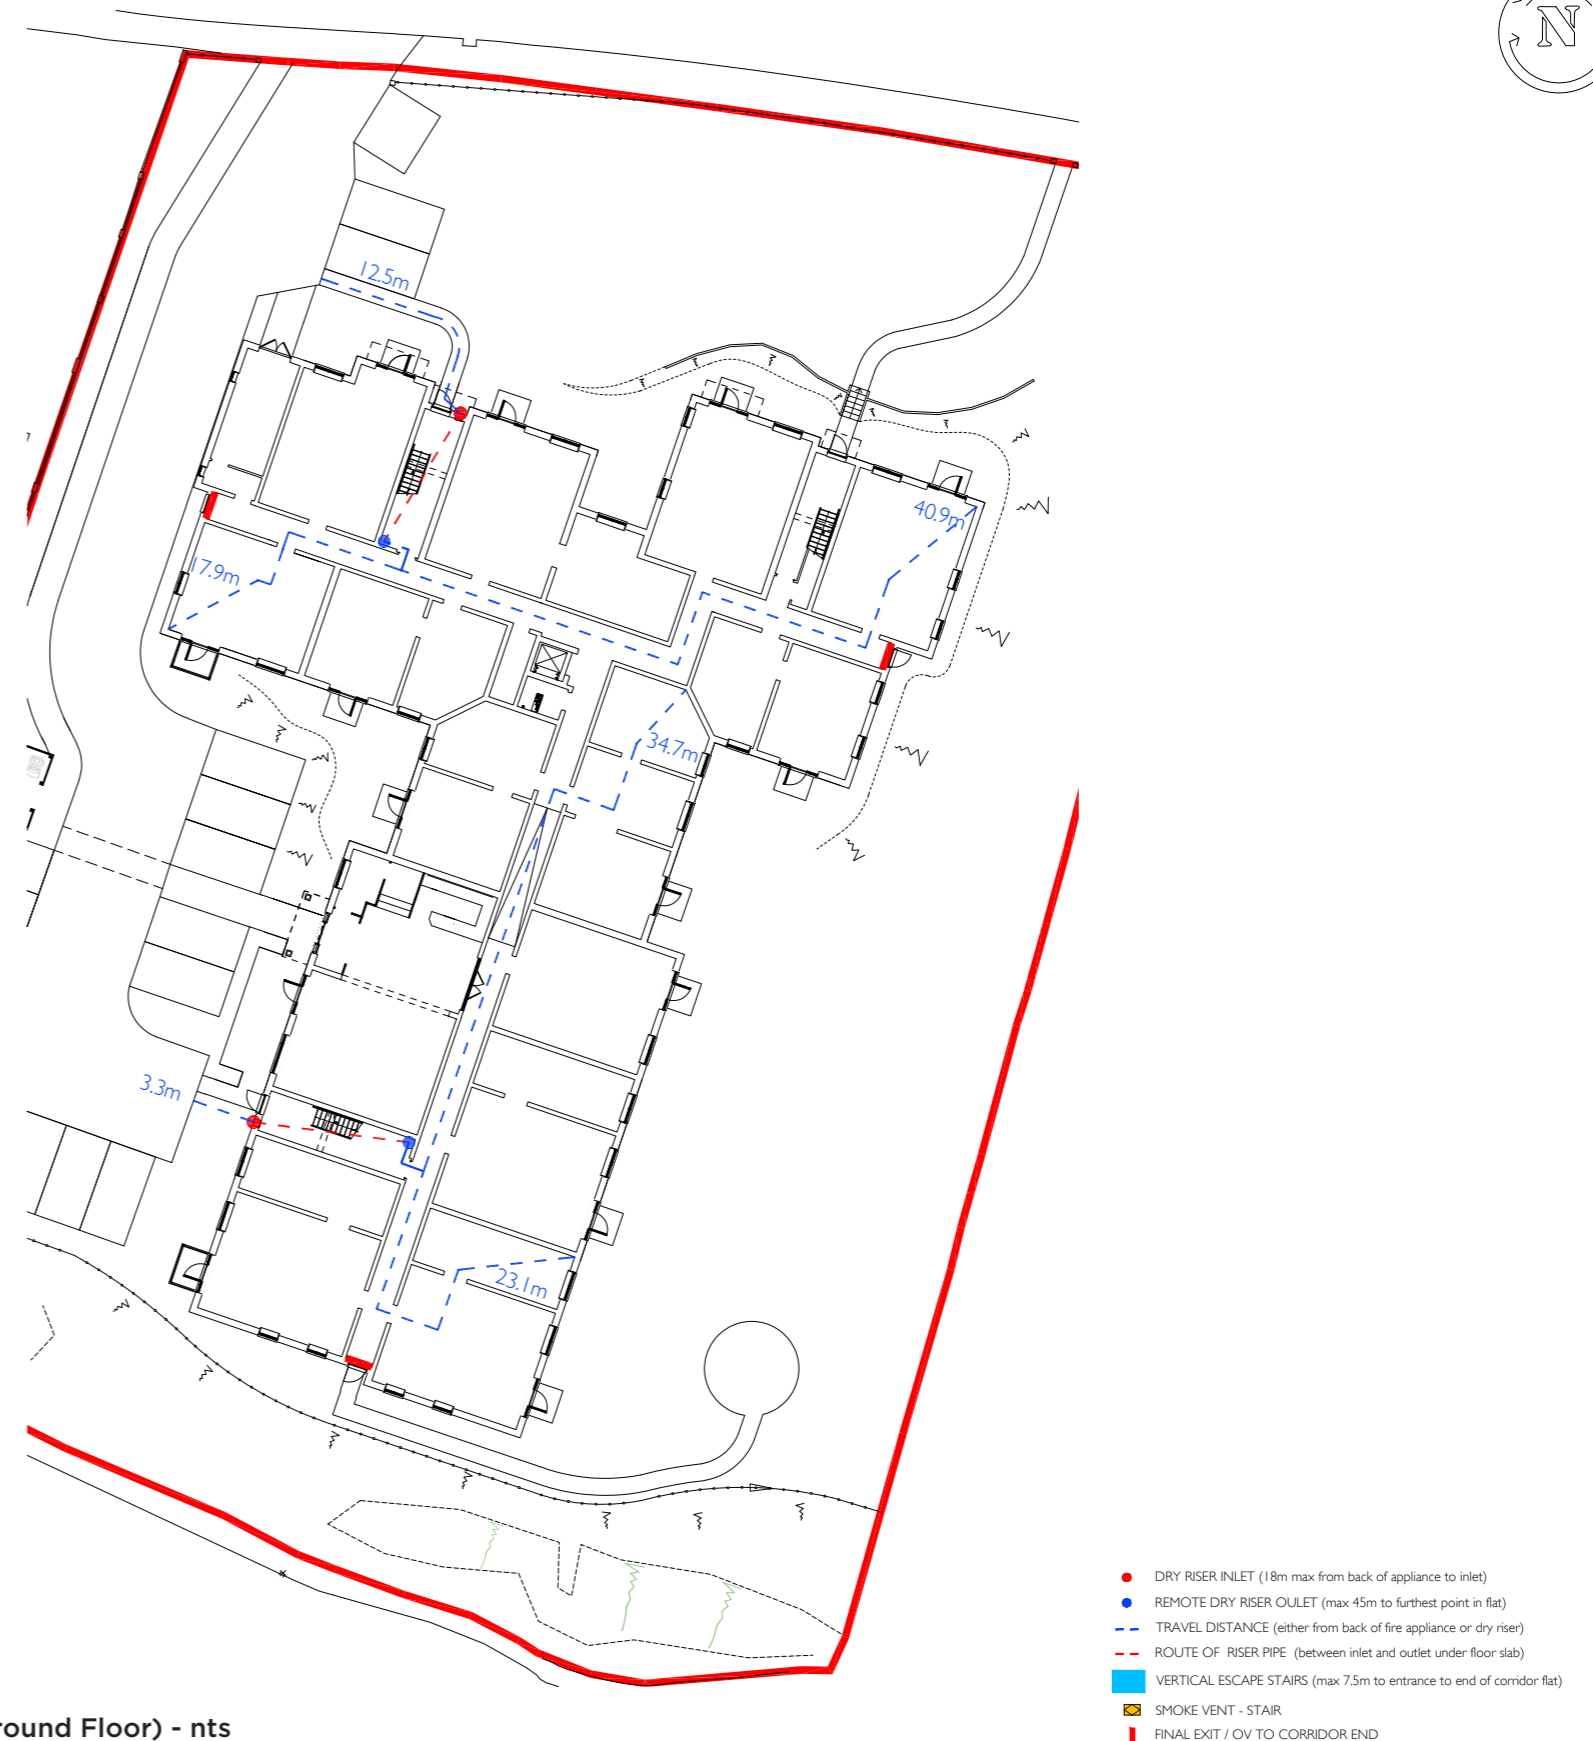 N
12.5m
40.9m
17.9m
34.7m
3.3m
23.1m
DRY RISER INLET (18m max from back of appliance to inlet)
REMOTE DRY RISER OULET (max 45m to furthest point in flat)
TRAVEL DISTANCE (either from back of fire appliance or dry riser)
ROUTE OF RISER PIPE (between inlet and outlet under floor slab)
VERTICAL ESCAPE STAIRS (max 7.5m to entrance to end of corridor flat)
SMOKE VENT - STAIR
FINAL EXIT / OV TO CORRIDOR END
round Floor) - nts